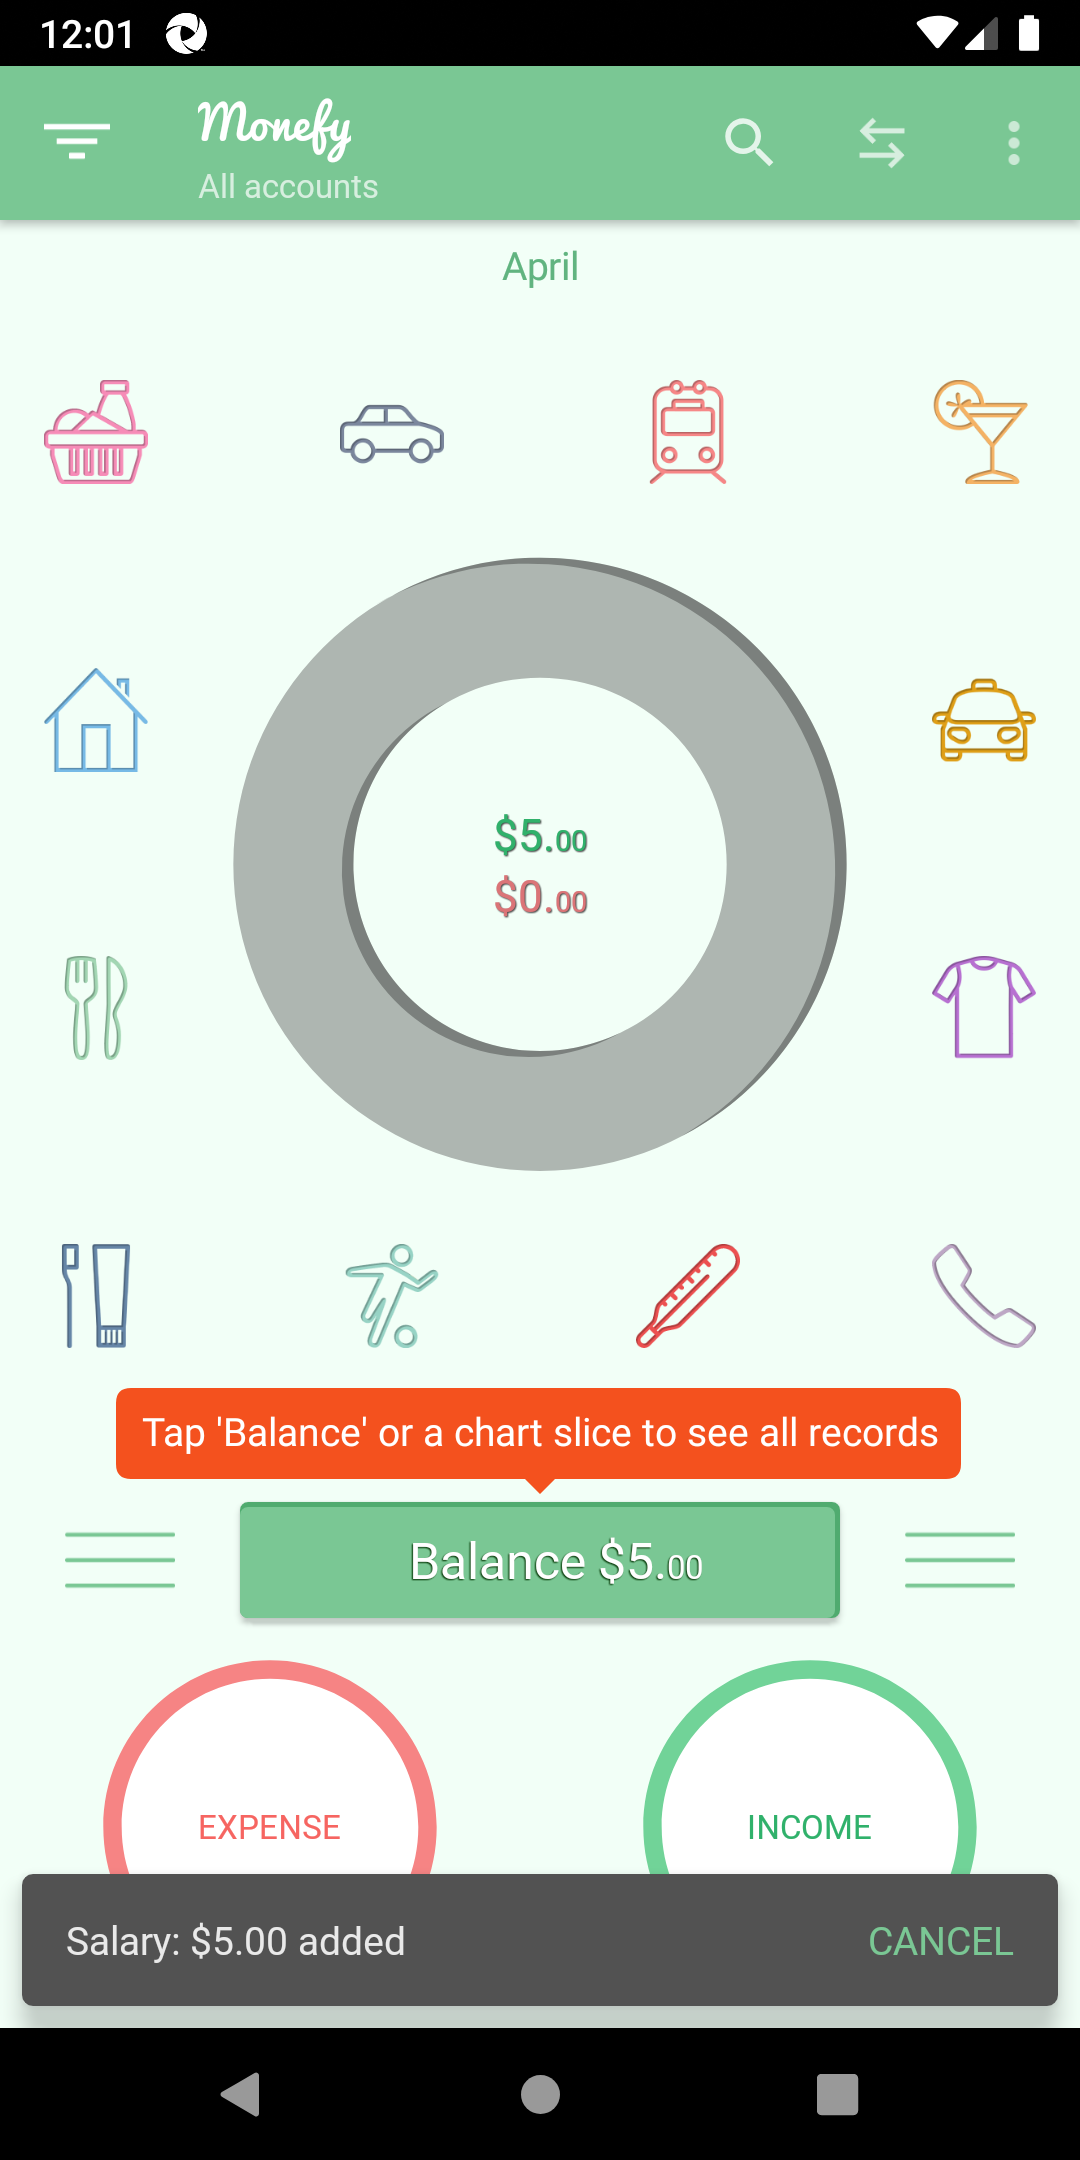 12:01
Monefy
All accounts
April
$5.00
$0.00
Tap 'Balance' or a chart slice to see all records
Balance $5.00
EXPENSE
INCOME
Salary: $5.00 added
CANCEL